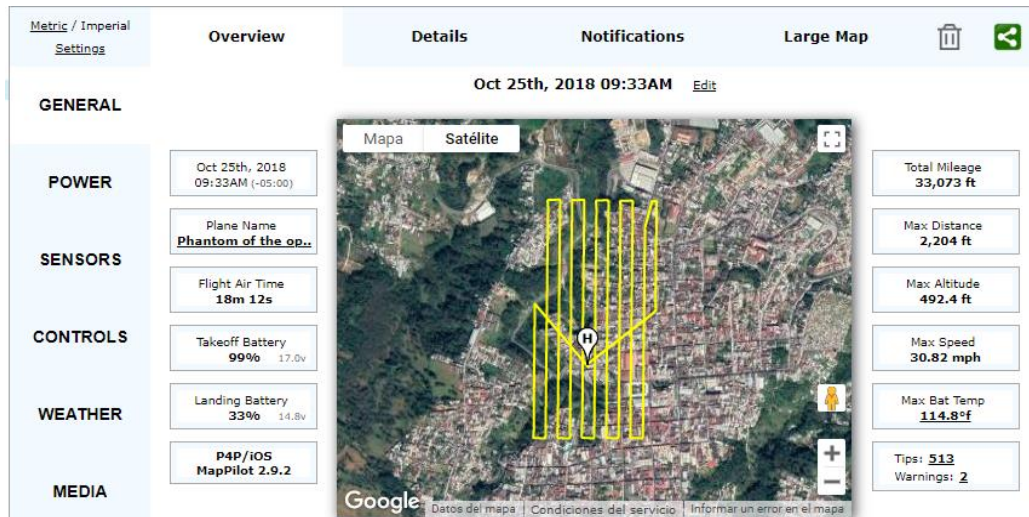 Metric / Imperial
Settings
Overview
Details
Notifications
Large Map
Oct 25th, 2018 09:33AM Edit
GENERAL
POWER
SENSORS
CONTROLS
WEATHER
MEDIA
Oct 25th, 2018
09:33AM (-05:00)
Plane Name
Phantom of the op..
Flight Air Time
18m 12s
Takeoff Battery
99% 17.0v
Landing Battery
33% 14.8v
P4P/iOS
MapPilot 2.9.2
Mapa Satélite
H
Google
Datos del mapa
Condiciones del servicio
Informar un error en el mapa
Total Mileage
33,073 ft
Max Distance
2,204 ft
Max Altitude
492.4 ft
Max Speed
30.82 mph
Max Bat Temp
114.8°f
Tips: 513
Warnings: 2